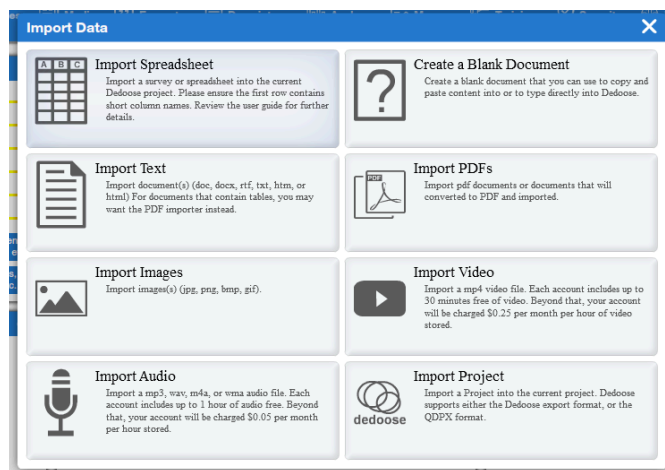 Import Data
A B C
Import Spreadsheet
Import a survey or spreadsheet into the current
Dedoose project. Please ensure the first row contains
short column names. Review the user guide for further
details.
?
Create a Blank Document
Create a blank document that you can use to copy and
paste content into or to type directly into Dedoose.
Import Text
Import document(s) (doc, docx, rtf, txt, htm, or
html) For documents that contain tables, you may
want the PDF importer instead.
PDF
Import PDFs
Import pdf documents or documents that will
converted to PDF and imported.
Import Images
Import images(s) (jpg, png, bmp, gif).
Import Video
Import a mp4 video file. Each account includes up to
30 minutes free of video. Beyond that, your account
will be charged $0.25 per month per hour of video
stored.
Import Audio
Import a mp3, wav, m4a, or wma audio file. Each
account includes up to 1 hour of audio free. Beyond
that, your account will be charged $0.05 per month
per hour stored.
dedoose
Import Project
Import a Project into the current project. Dedoose
supports either the Dedoose export format, or the
QDPX format.